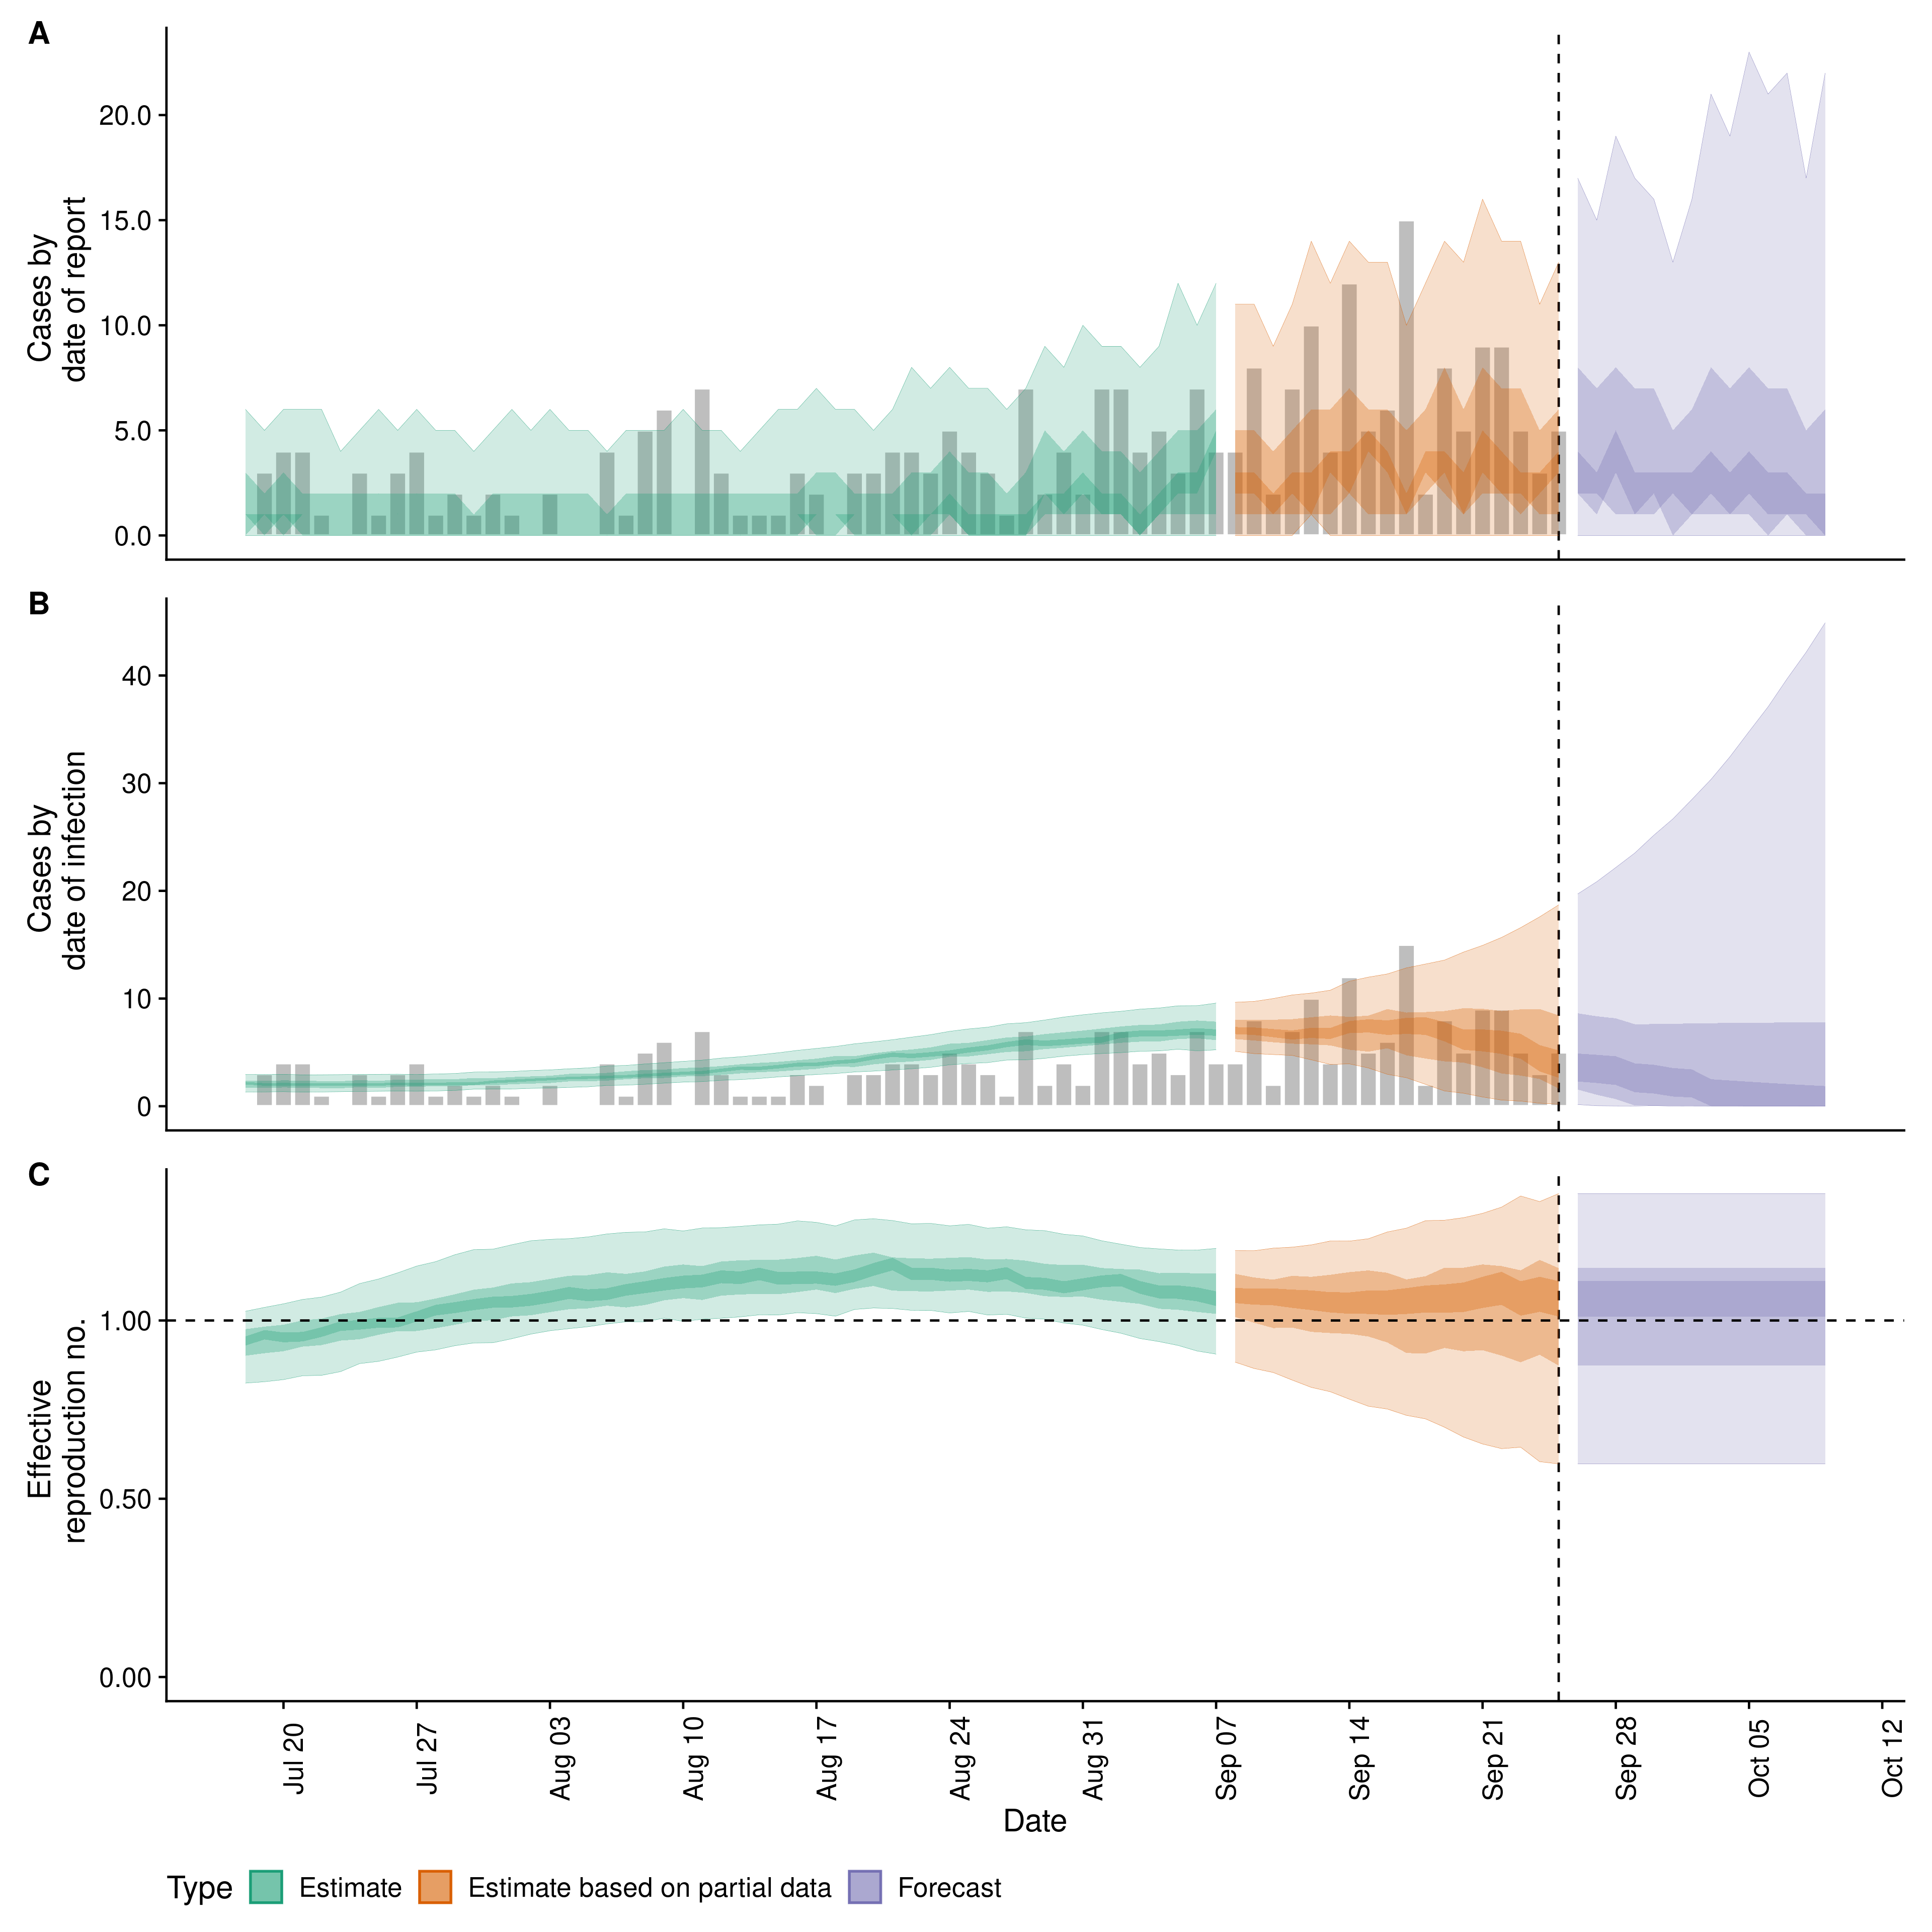 A
Cases by
date of report
20.0
15.0
10.0
5.0
0.0
B
Cases by
date of infection
40
30
20
10
0
C
Effective
reproduction no.
1.00
0.50
0.00
Jul 20
Jul 27
Aug 03
Aug 10
Aug 17
Aug 24
Aug 31
Sep 07
Sep 14
Sep 21
Sep 28
Oct 05
Oct 12
Date
Type Estimate Estimate based on partial data Forecast